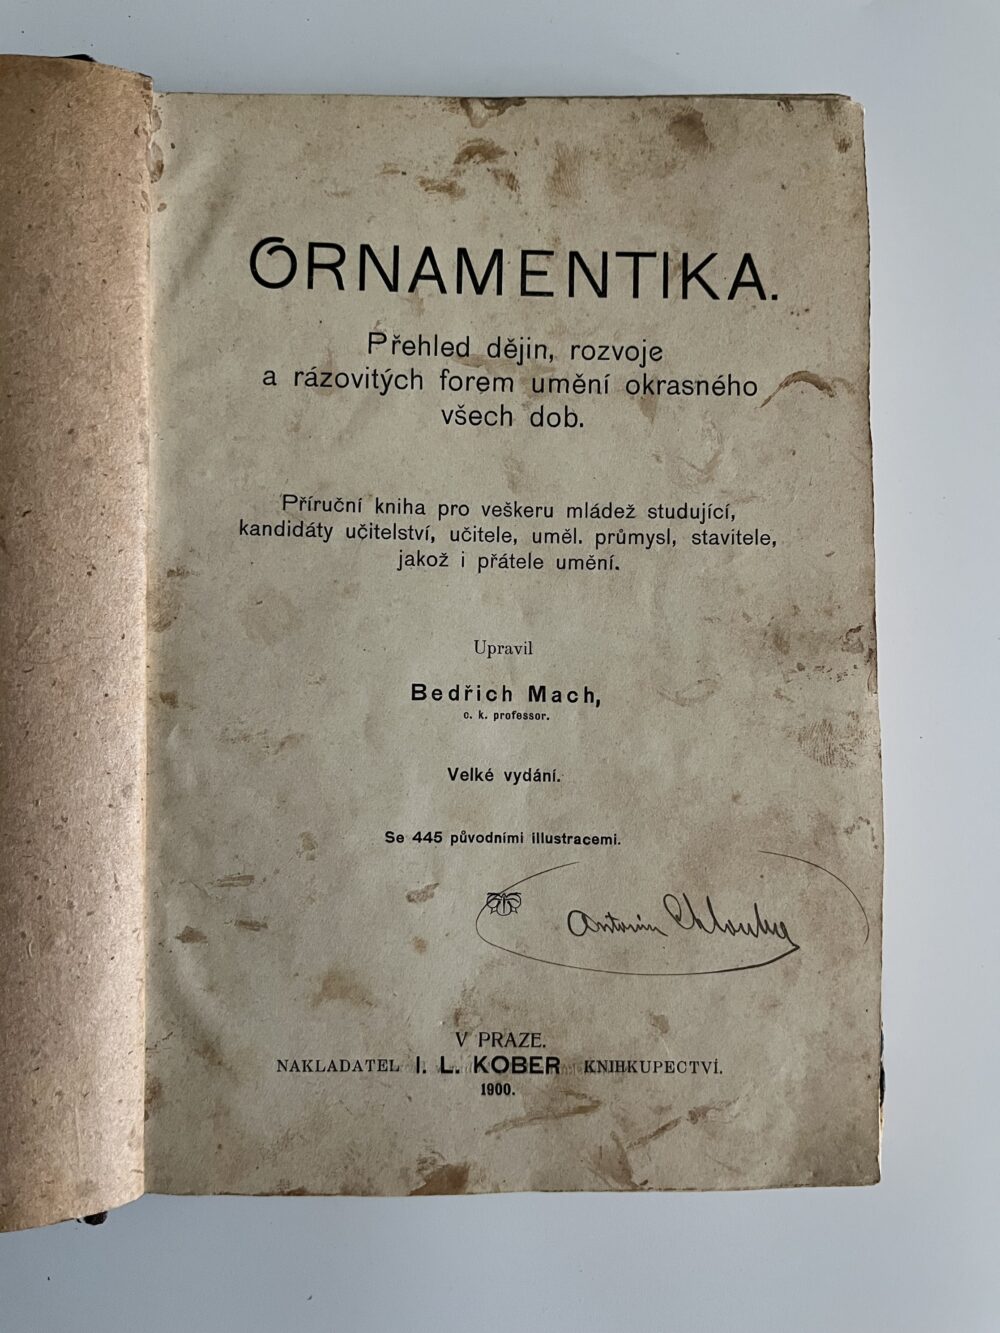 ORNAMENTIKA.
Přehled dějin, rozvoje
a rázovitých forem umění okrasného
všech dob.
Příruční kniha pro veškeru mládež studující,
kandidáty učitelství, učitele, uměl. průmysl, stavitele,
jakož i přátele umění.
Upravil
Bedřich Mach,
c. k. professor.
Velké vydání.
Se 445 původními illustracemi.
Antonín
V PRAZE.
NAKLADATEL I. L. KOBER KNIHKUPECTVÍ.
1900.